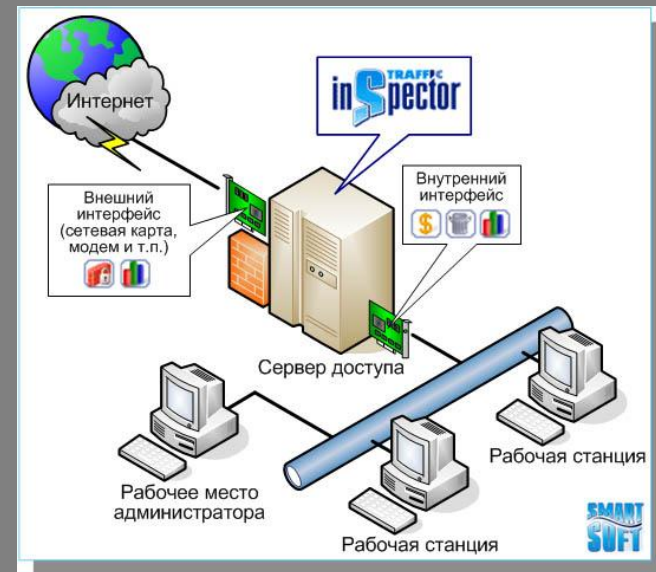 Интернет
TRAFFIC
inSpector
Внешний
интерфейс
(сетевая карта,
модем и т.п.)
Внутренний
интерфейс
$
Сервер доступа
Рабочая станция
Рабочее место
администратора
Рабочая станция
SMART
SOFT